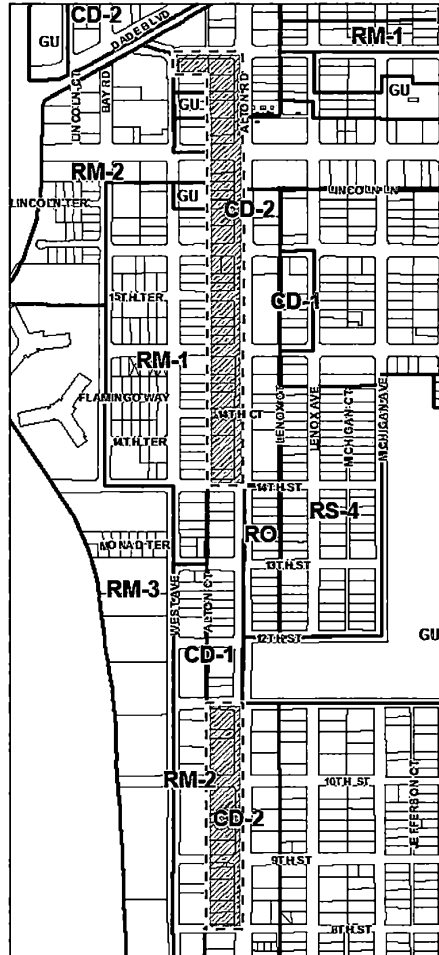 CD-2
GU
DADE BLVD
RM-1
LINCOLN CT
BAY RD
ALTON RD
GU
GU
RM-2
LINCOLN LN
GU
LINCOLN TER
CD-2
CD-1
RM-1
FLAMINGO WAY
14TH CT
14TH TER
LENOX CT
LENOX AVE
MICHIGAN CT
MICHIGAN AVE
14TH ST
RS-4
RO
MONAD TER
13TH ST
RM-3
WEST AVE
ALTON CT
12TH ST
GU
CD-1
RM-2
10TH ST
JEFFERSON CT
CD-2
9TH ST
8TH ST